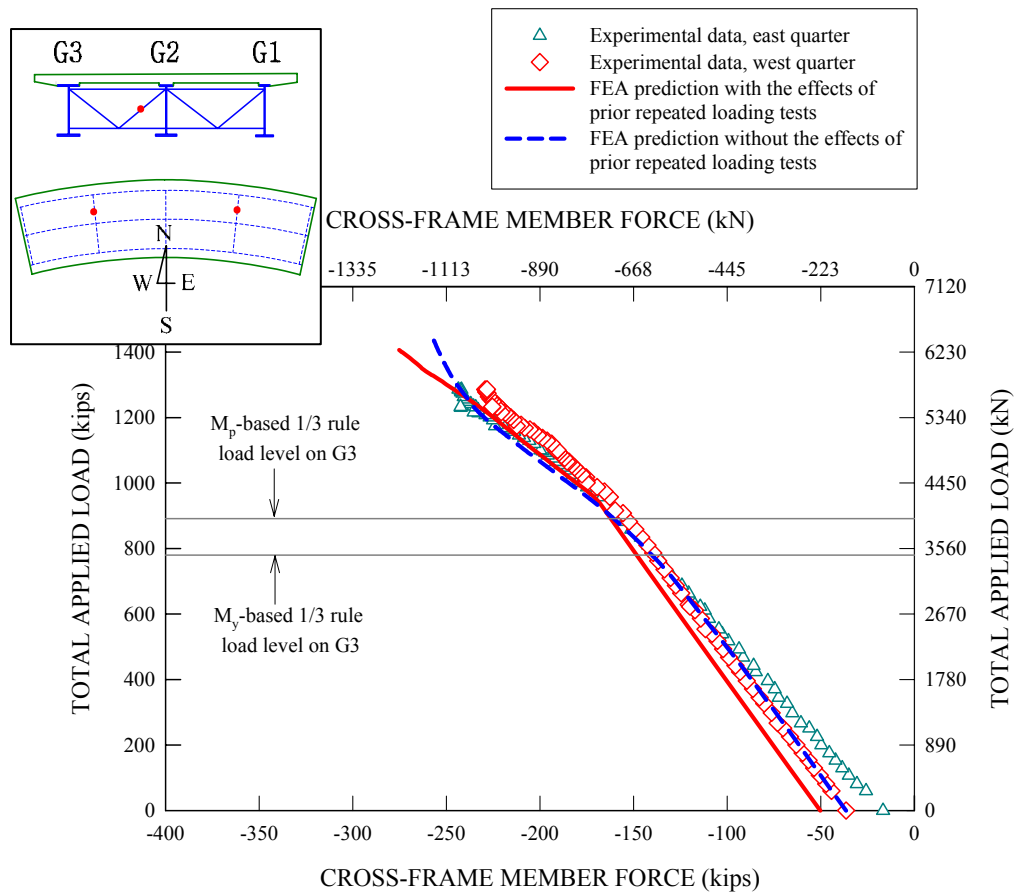 G3 G2 G1
N
W E
S
Experimental data, east quarter
Experimental data, west quarter
FEA prediction with the effects of
prior repeated loading tests
FEA prediction without the effects of
prior repeated loading tests
CROSS-FRAME MEMBER FORCE (kN)
-1335 -1113 -890 -668 -445 -223 0
7120
1400 6230
1200 5340
1000 4450
800 3560
600 2670
400 1780
200 890
0 0
TOTAL APPLIED LOAD (kips)
TOTAL APPLIED LOAD (kN)
Mp-based 1/3 rule
load level on G3
My-based 1/3 rule
load level on G3
-400 -350 -300 -250 -200 -150 -100 -50 0
CROSS-FRAME MEMBER FORCE (kips)